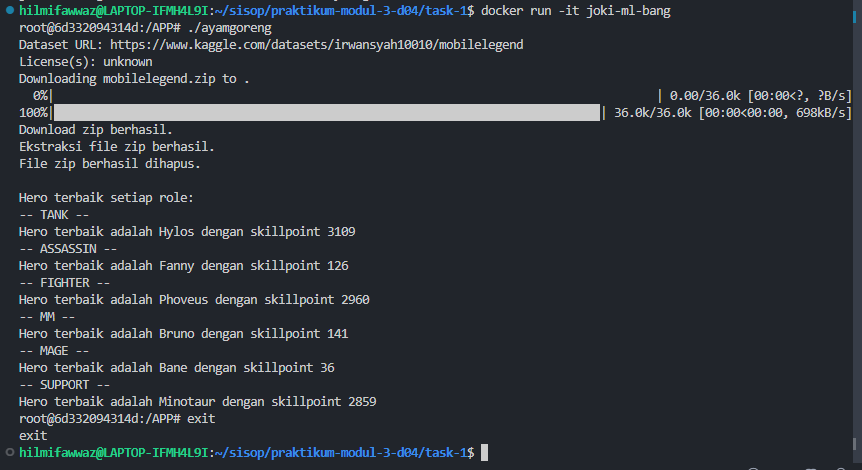 hilmifawwaz@LAPTOP-IFMH4L9I:~/sisop/praktikum-modul-3-d04/task-1$ docker run -it joki-ml-bang
root@6d332094314d:/APP# ./ayamgoreng
Dataset URL: https://www.kaggle.com/datasets/irwansyah10010/mobilelegend
License(s): unknown
Downloading mobilelegend.zip to .
  0%| | 0.00/36.0k [00:00<?, ?B/s]
100%| | 36.0k/36.0k [00:00<00:00, 698kB/s]
Download zip berhasil.
Ekstraksi file zip berhasil.
File zip berhasil dihapus.

Hero terbaik setiap role:
-- TANK --
Hero terbaik adalah Hylos dengan skillpoint 3109
-- ASSASSIN --
Hero terbaik adalah Fanny dengan skillpoint 126
-- FIGHTER --
Hero terbaik adalah Phoveus dengan skillpoint 2960
-- MM --
Hero terbaik adalah Bruno dengan skillpoint 141
-- MAGE --
Hero terbaik adalah Bane dengan skillpoint 36
-- SUPPORT --
Hero terbaik adalah Minotaur dengan skillpoint 2859
root@6d332094314d:/APP# exit
exit
hilmifawwaz@LAPTOP-IFMH4L9I:~/sisop/praktikum-modul-3-d04/task-1$